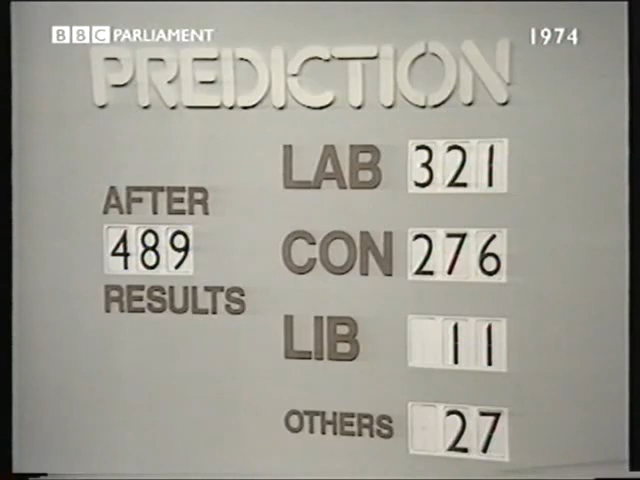 BBC PARLIAMENT 1974
PREDICTION
LAB 321
AFTER
489
RESULTS
CON 276
LIB 11
OTHERS 27